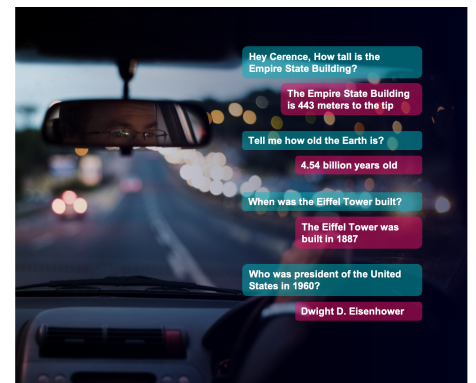 Hey Cerence, How tall is the
Empire State Building?
The Empire State Building
is 443 meters to the tip
Tell me how old the Earth is?
4.54 billion years old
When was the Eiffel Tower built?
The Eiffel Tower was
built in 1887
Who was president of the United
States in 1960?
Dwight D. Eisenhower